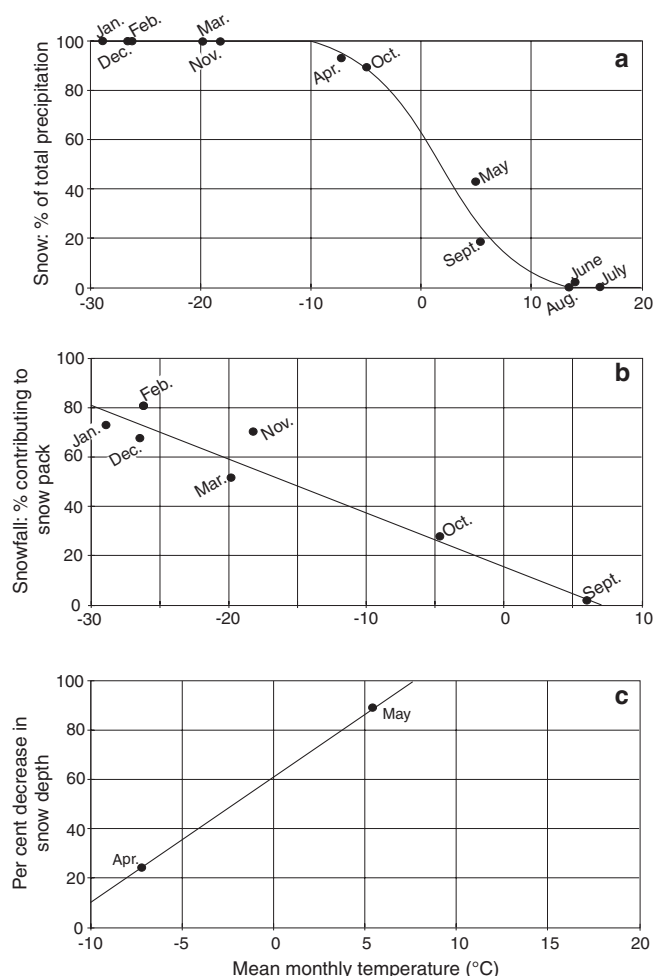 Jan. Feb. Mar.
100
Dec. Nov. Apr. Oct. a
80
60
40
May
20
Sept.
June
July
0
Aug.
-30 -20 -10 0 10 20
Snow: % of total precipitation
100
b
80
Feb.
Jan.
Nov.
Dec.
60
Mar.
40
Oct.
20
Sept.
0
-30 -20 -10 0 10
Snowfall: % contributing to
snow pack
100
c
May
80
60
40
Apr.
20
0
-10 -5 0 5 10 15 20
Per cent decrease in
snow depth
Mean monthly temperature (°C)